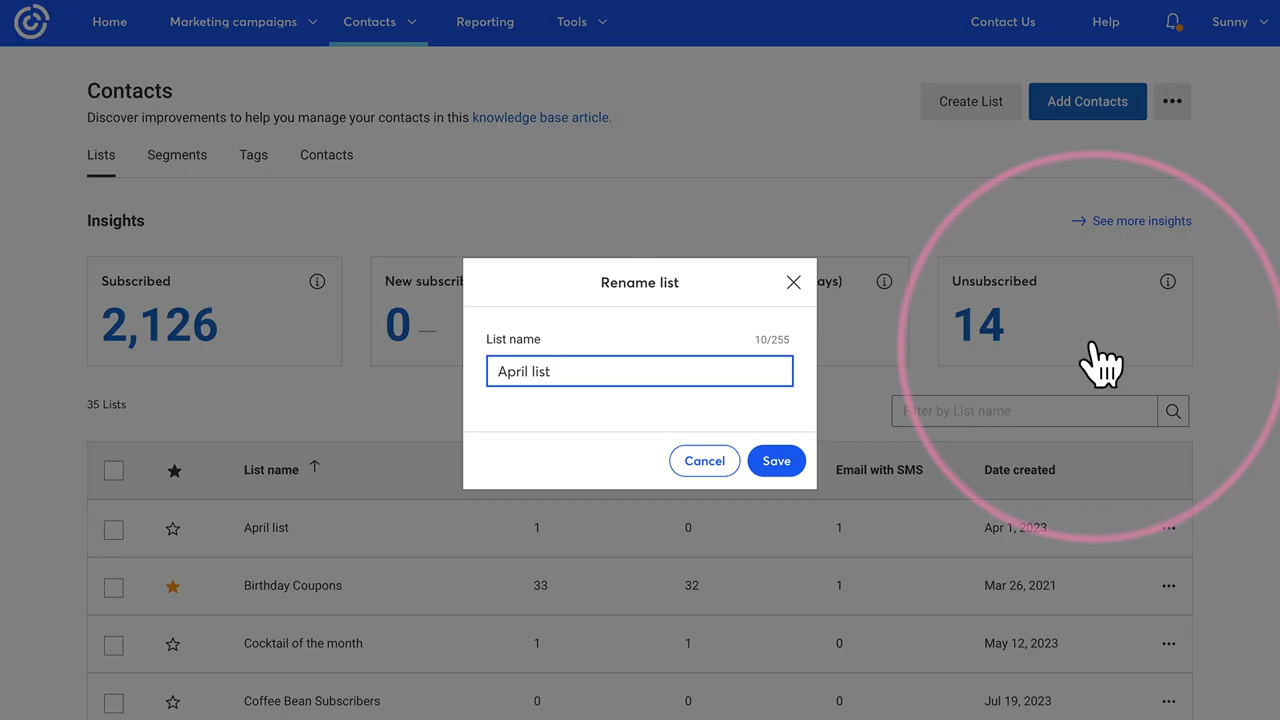 Home Marketing campaigns Contacts Reporting Tools Contact Us Help Sunny
Contacts
Create List Add Contacts
Discover improvements to help you manage your contacts in this knowledge base article.
Lists Segments Tags Contacts
Insights
See more insights
Subscribed
2,126
New subscrib
0 —
ays)
Unsubscribed
14
Rename list
List name 10/255
April list
Cancel Save
35 Lists
Filter by List name
List name Email with SMS Date created
April list 1 0 1 Apr 1, 2023
Birthday Coupons 33 32 1 Mar 26, 2021
Cocktail of the month 1 1 0 May 12, 2023
Coffee Bean Subscribers 0 0 0 Jul 19, 2023